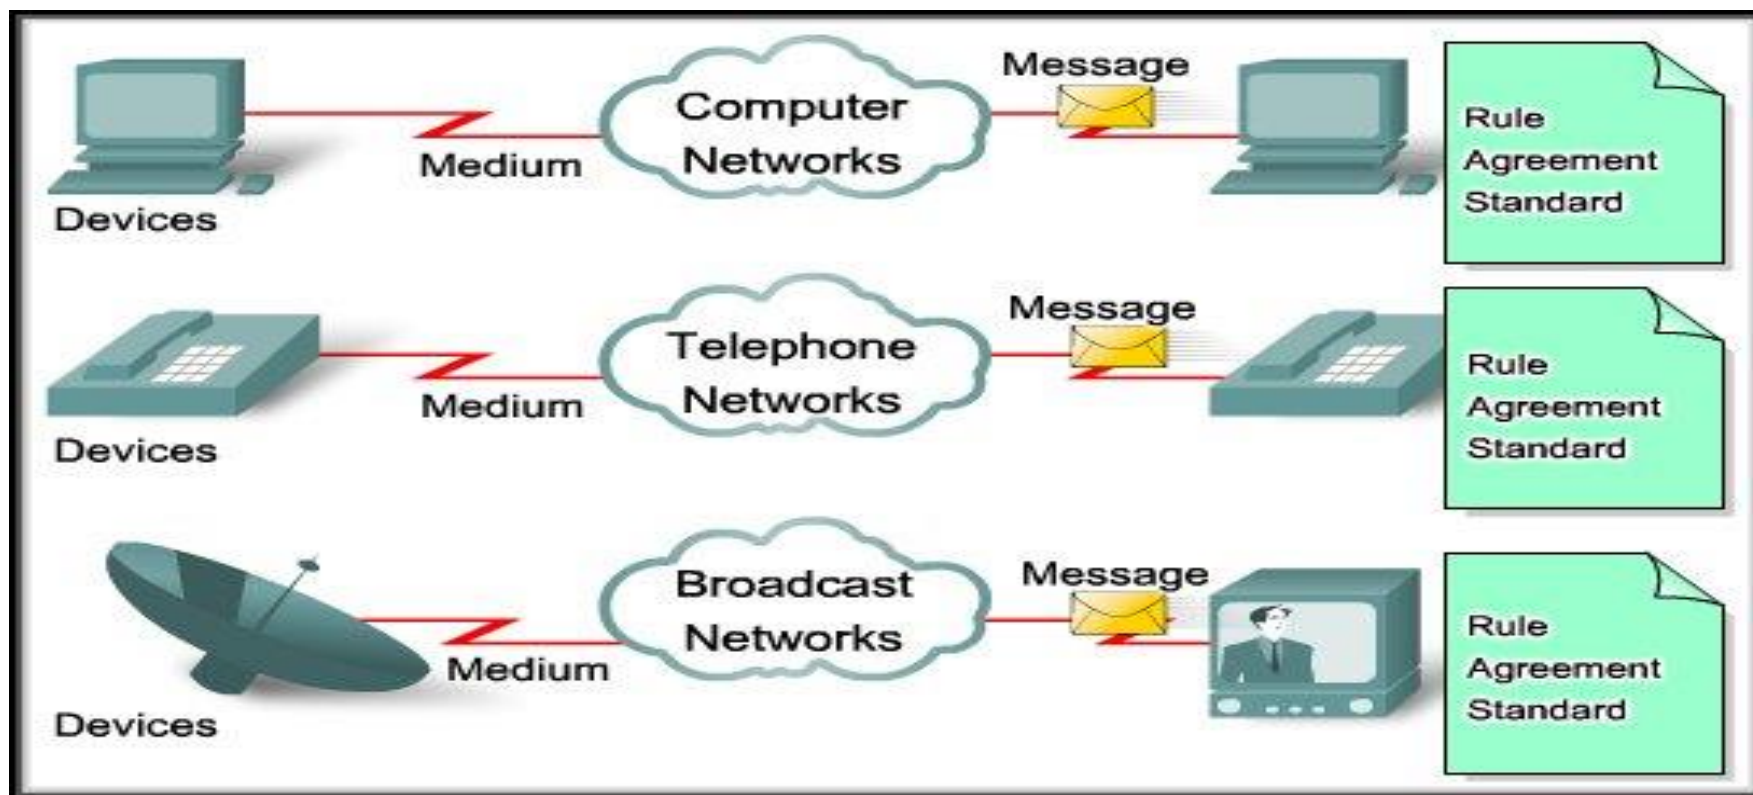 Message
Computer
Networks
Medium
Devices
Rule
Agreement
Standard
Message
Telephone
Networks
Medium
Devices
Rule
Agreement
Standard
Message
Broadcast
Networks
Medium
Devices
Rule
Agreement
Standard